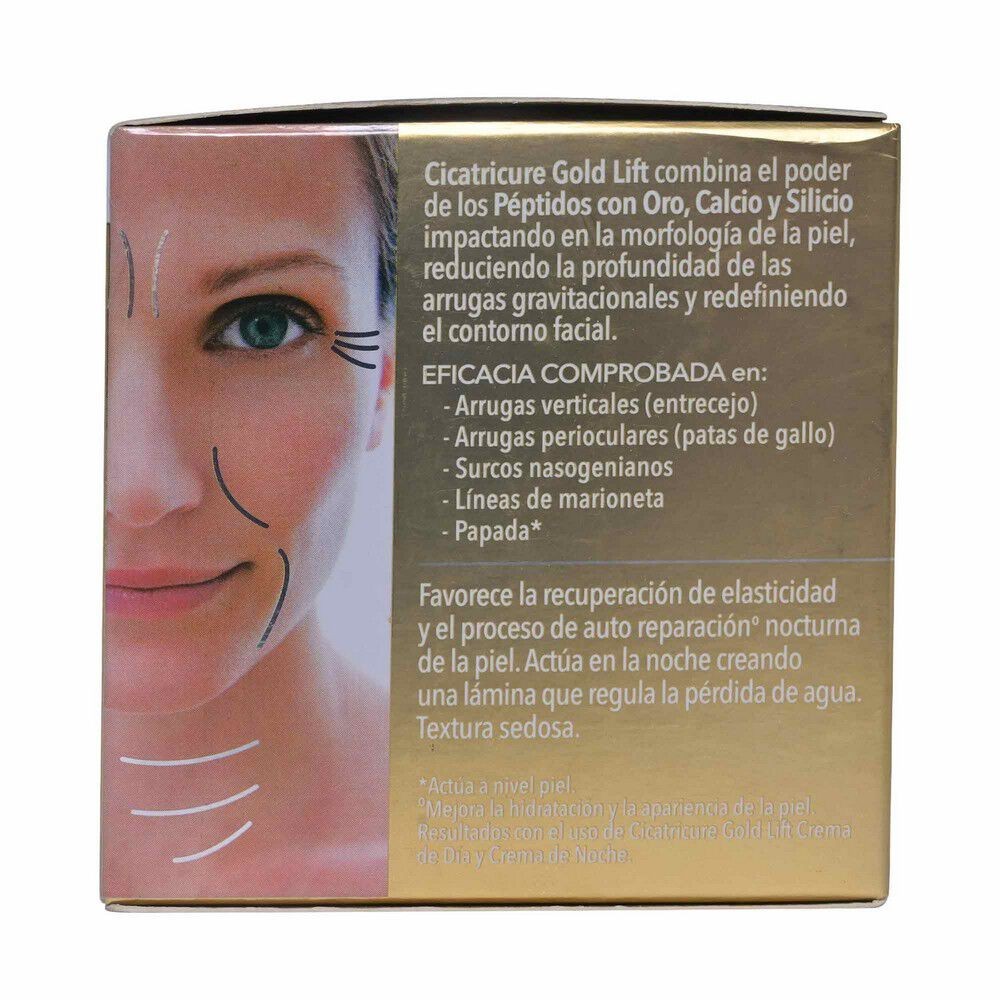 Cicatricure Gold Lift combina el poder
de los Péptidos con Oro, Calcio y Silicio
impactando en la morfología de la piel,
reduciendo la profundidad de las
arrugas gravitacionales y redefiniendo
el contorno facial.
EFICACIA COMPROBADA en:
- Arrugas verticales (entrecejo)
- Arrugas perioculares (patas de gallo)
- Surcos nasogenianos
- Líneas de marioneta
- Papada*
Favorece la recuperación de elasticidad
y el proceso de auto reparación° nocturna
de la piel. Actúa en la noche creando
una lámina que regula la pérdida de agua.
Textura sedosa.
*Actúa a nivel piel.
°Mejora la hidratación y la apariencia de la piel.
Resultados con el uso de Cicatricure Gold Lift Crema
de Día y Crema de Noche.